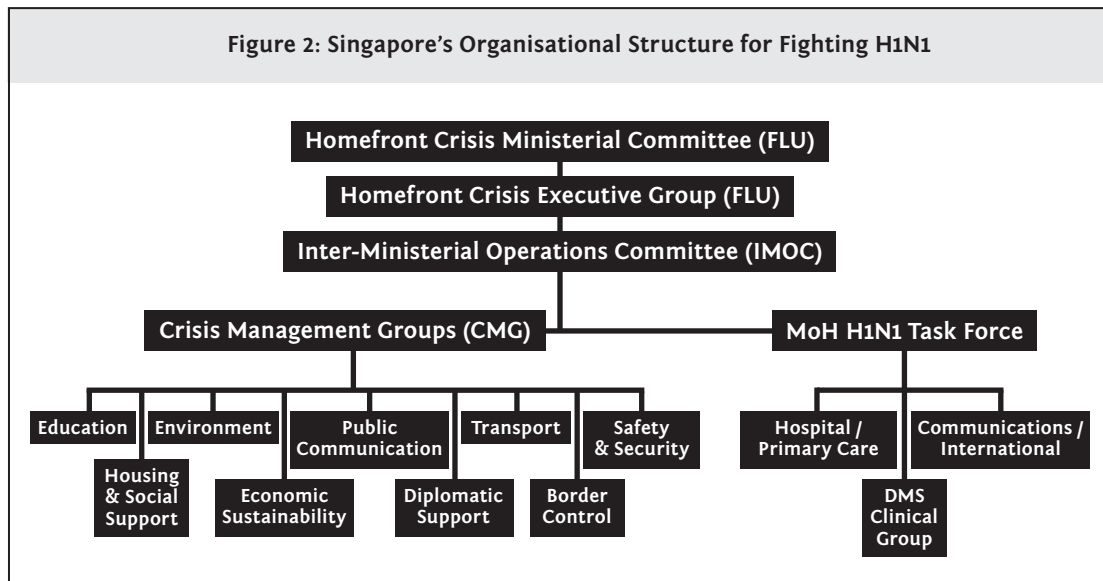 Figure 2: Singapore's Organisational Structure for Fighting H1N1
Homefront Crisis Ministerial Committee (FLU)
Homefront Crisis Executive Group (FLU)
Inter-Ministerial Operations Committee (IMOC)
Crisis Management Groups (CMG)
MoH H1N1 Task Force
Education
Housing
& Social
Support
Environment
Economic
Sustainability
Public
Communication
Diplomatic
Support
Transport
Border
Control
Safety
& Security
Hospital /
Primary Care
DMS
Clinical
Group
Communications /
International